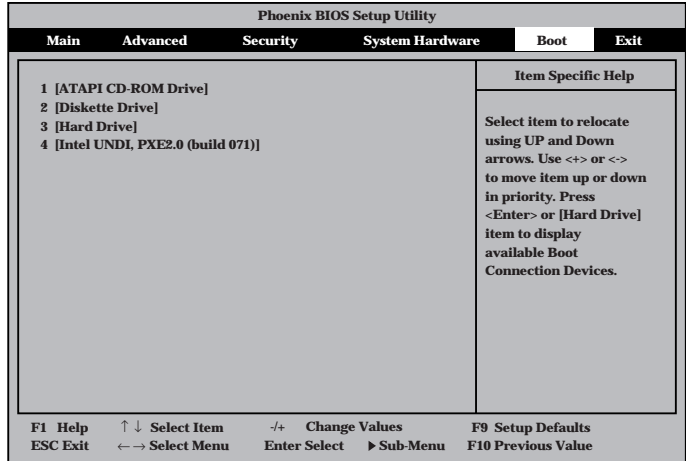 Phoenix BIOS Setup Utility
Main Advanced Security System Hardware Boot Exit
1 [ATAPI CD-ROM Drive]
2 [Diskette Drive]
3 [Hard Drive]
4 [Intel UNDI, PXE2.0 (build 071)]
Item Specific Help
Select item to relocate
using UP and Down
arrows. Use <+> or <->
to move item up or down
in priority. Press
<Enter> or [Hard Drive]
item to display
available Boot
Connection Devices.
F1 Help ↑↓ Select Item -/+ Change Values F9 Setup Defaults
ESC Exit ←→ Select Menu Enter Select ▶Sub-Menu F10 Previous Value